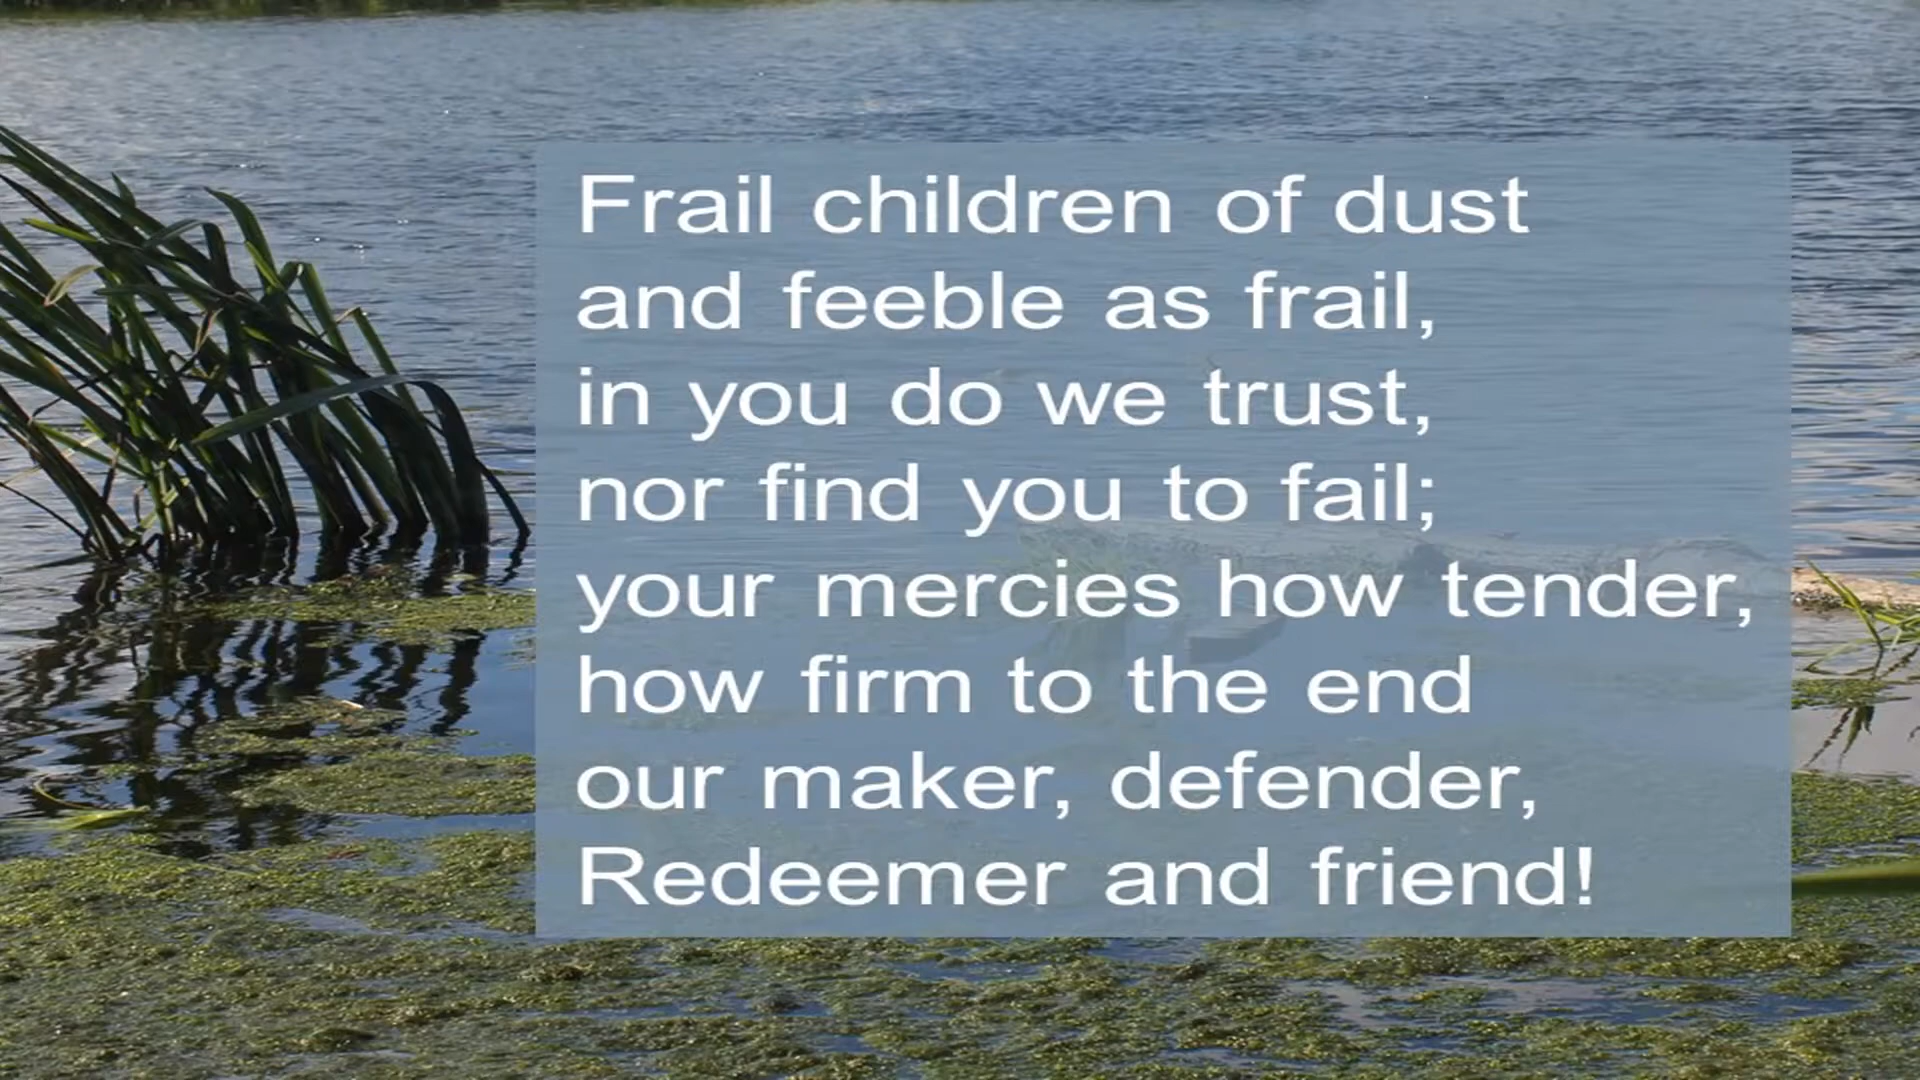 Frail children of dust
and feeble as frail,
in you do we trust,
nor find you to fail;
your mercies how tender,
how firm to the end
our maker, defender,
Redeemer and friend!